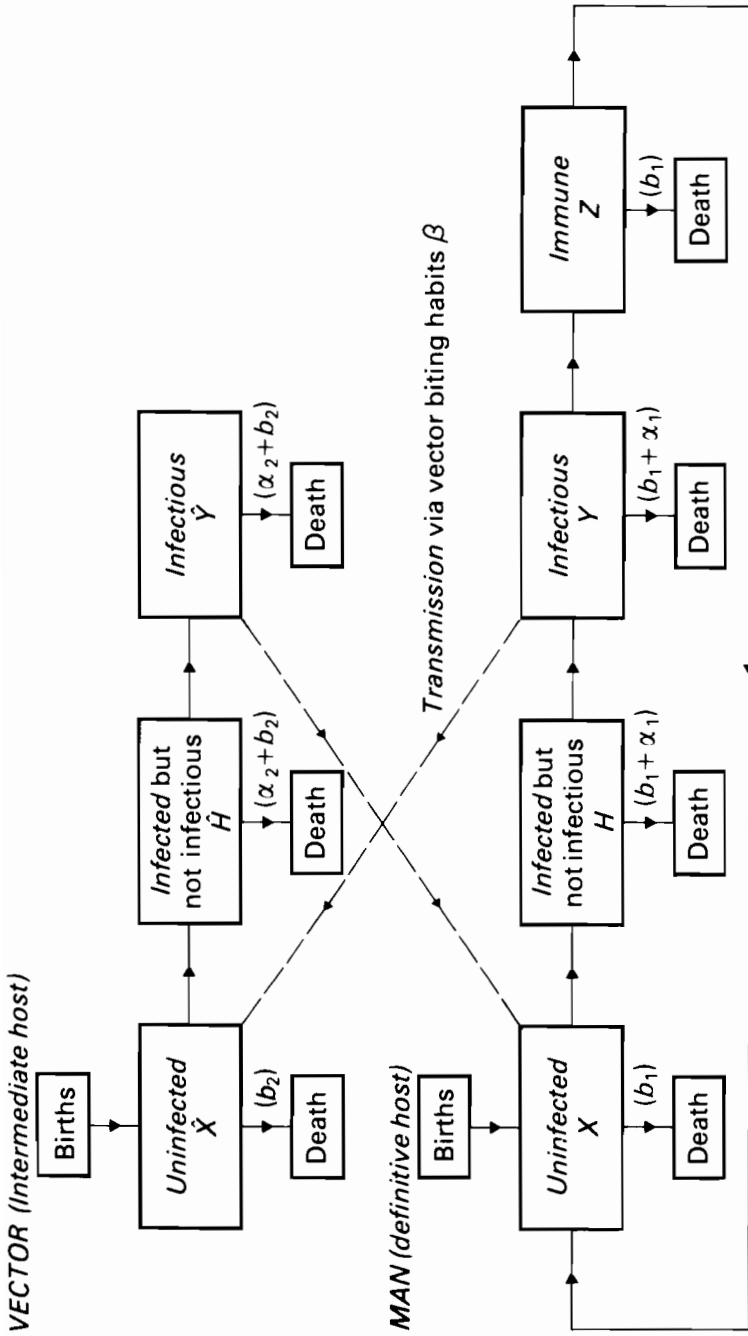 VECTOR (Intermediate host)
Births
Uninfected
X̂
(b₂)
Death
Infected but
not infectious
Ĥ
(α₂+b₂)
Death
Infectious
Ŷ
(α₂+b₂)
Death
Transmission via vector biting habits β
MAN (definitive host)
Births
Uninfected
X
(b₁)
Death
Infected but
not infectious
H
(b₁+α₁)
Death
Infectious
Y
(b₁+α₁)
Death
Immune
Z
(b₁)
Death